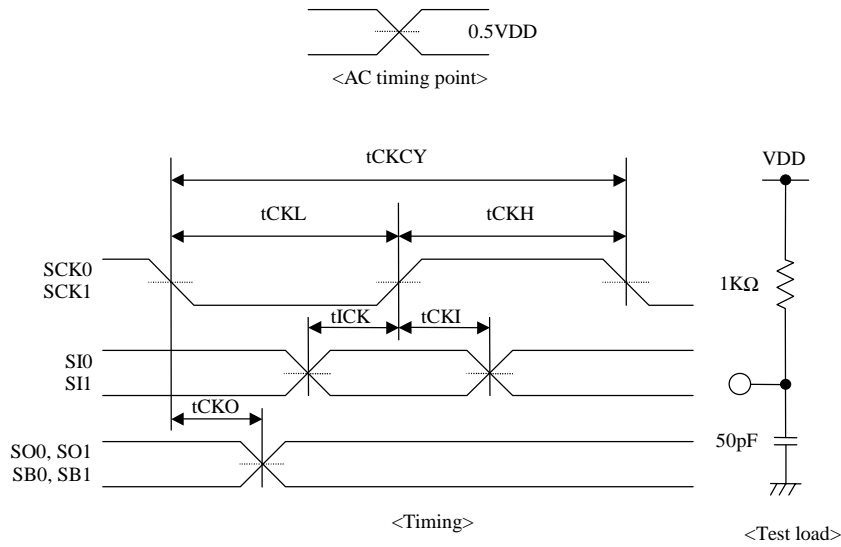 0.5VDD
<AC timing point>
tCKCY
VDD
tCKL
tCKH
SCK0
SCK1
1KΩ
tICK
tCKI
SI0
SI1
tCKO
50pF
SO0, SO1
SB0, SB1
<Timing>
<Test load>